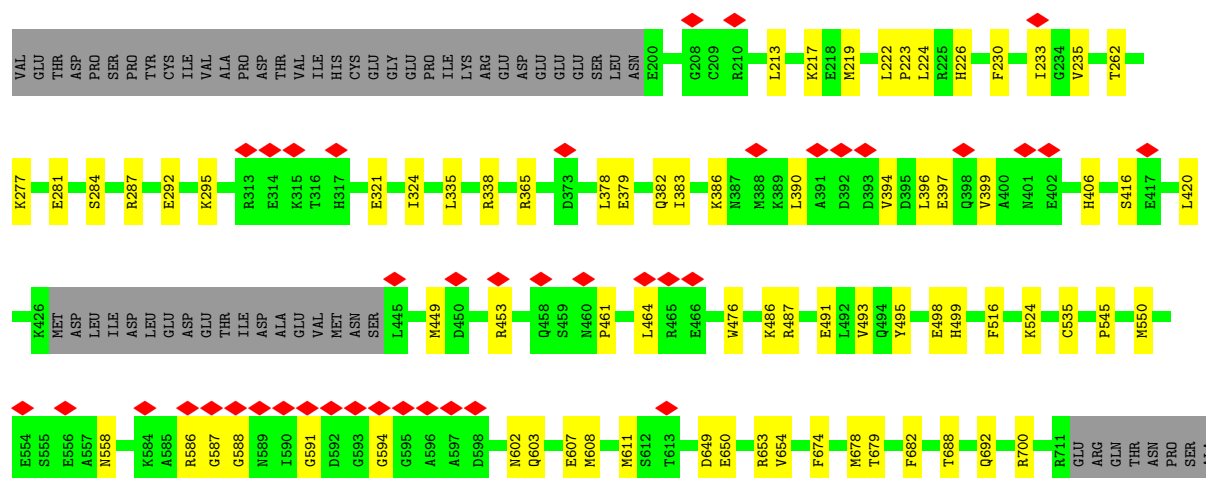 VAL GLU THR ASP PRO SER PRO TYR CYS ILE VAL ALA PRO ASP THR VAL ILE HIS CYS GLU GLY GLU PRO ILE LYS ARG GLU ASP GLU GLU GLU SER LEU ASN E200 G208 C209 R210 L213 K217 E218 M219 L222 P223 L224 R225 H226 F230 I233 G234 V235 T262
K277 E281 S284 R287 E292 K295 R313 E314 K315 T316 H317 E321 I324 L335 R338 R365 D373 L378 E379 Q382 I383 K386 N387 M388 K389 L390 A391 D392 D393 V394 D395 L396 E397 Q398 V399 A400 N401 E402 H406 S416 E417 L420
K426 MET ASP LEU ILE ASP LEU GLU ASP GLU THR ILE ASP ALA GLU VAL MET ASN SER L445 M449 D450 R453 Q458 S459 N460 P461 L464 R465 E466 W476 K486 R487 E491 L492 V493 Q494 Y495 E498 H499 F516 K524 C535 P545 M550
E554 S555 E556 A557 N558 K584 A585 R586 G587 G588 N589 I590 G591 D592 G593 G594 G595 A596 A597 D598 N602 Q603 E607 M608 M611 S612 T613 D649 E650 R653 V654 F674 M678 T679 F682 T688 Q692 R700 R711 GLU ARG GLN THR ASN PRO SER